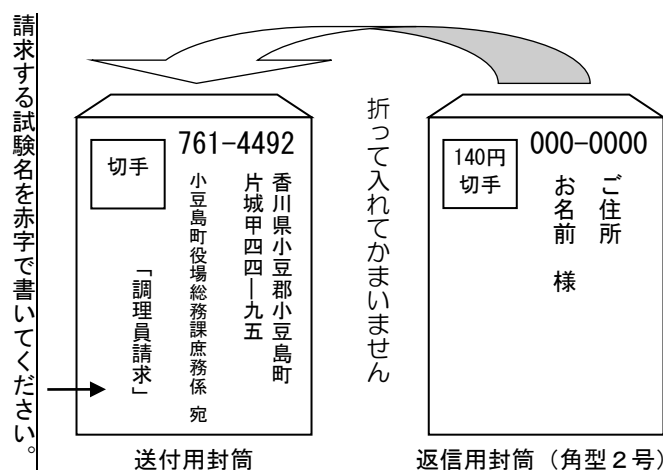 請求する試験名を赤字で書いてください。
切手
761-4492
香川県小豆郡小豆島町
片城甲四四―九五
小豆島町役場総務課庶務係 宛
「調理員請求」
送付用封筒
折って入れてかまいません
140円
切手
000-0000
ご住所
お名前 様
返信用封筒（角型２号）